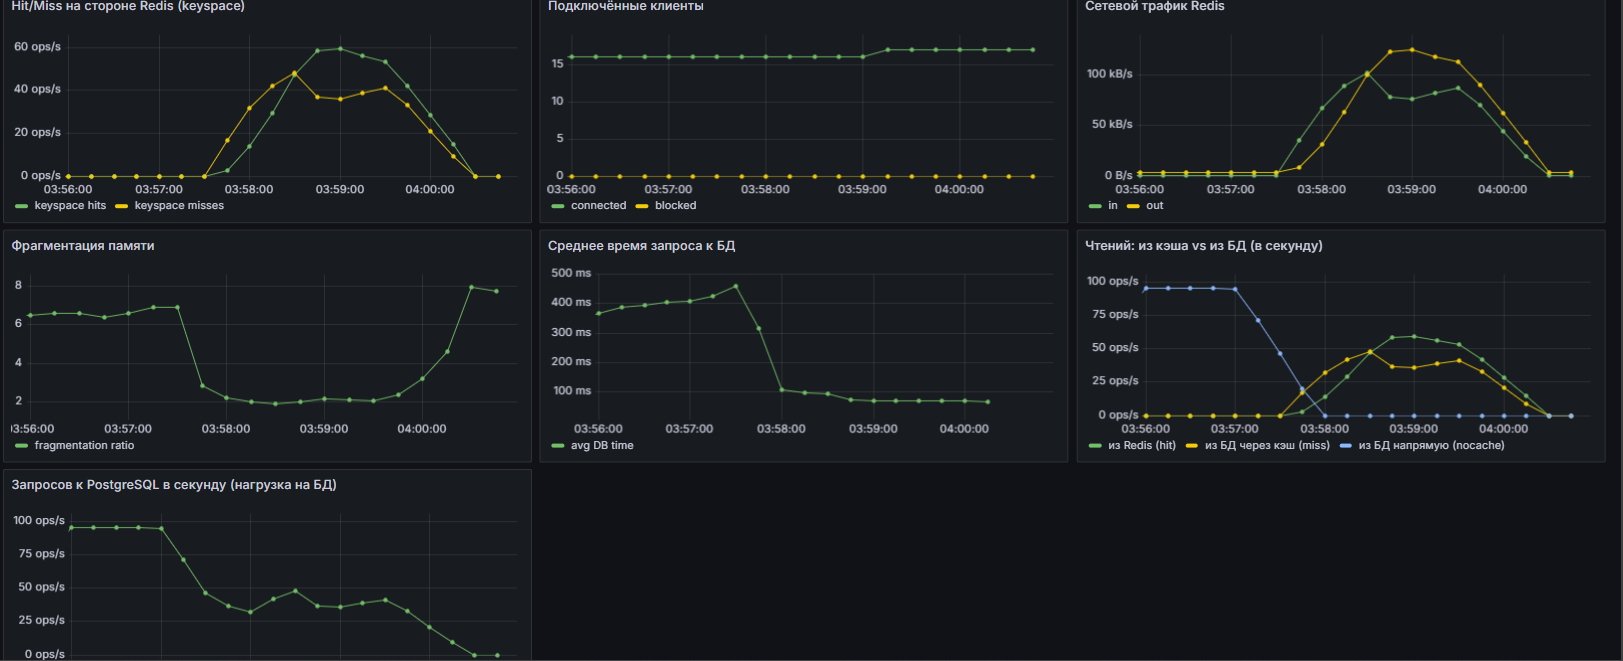 Hit/Miss на стороне Redis (keyspace)
60 ops/s
40 ops/s
20 ops/s
0 ops/s
03:56:00 03:57:00 03:58:00 03:59:00 04:00:00
keyspace hits keyspace misses
Подключённые клиенты
15
10
5
0
03:56:00 03:57:00 03:58:00 03:59:00 04:00:00
connected blocked
Сетевой трафик Redis
100 kB/s
50 kB/s
0 B/s
03:56:00 03:57:00 03:58:00 03:59:00 04:00:00
in out
Фрагментация памяти
8
6
4
2
03:56:00 03:57:00 03:58:00 03:59:00 04:00:00
fragmentation ratio
Среднее время запроса к БД
500 ms
400 ms
300 ms
200 ms
100 ms
03:56:00 03:57:00 03:58:00 03:59:00 04:00:00
avg DB time
Чтений: из кэша vs из БД (в секунду)
100 ops/s
75 ops/s
50 ops/s
25 ops/s
0 ops/s
03:56:00 03:57:00 03:58:00 03:59:00 04:00:00
из Redis (hit) из БД через кэш (miss) из БД напрямую (nocache)
Запросов к PostgreSQL в секунду (нагрузка на БД)
100 ops/s
75 ops/s
50 ops/s
25 ops/s
0 ops/s